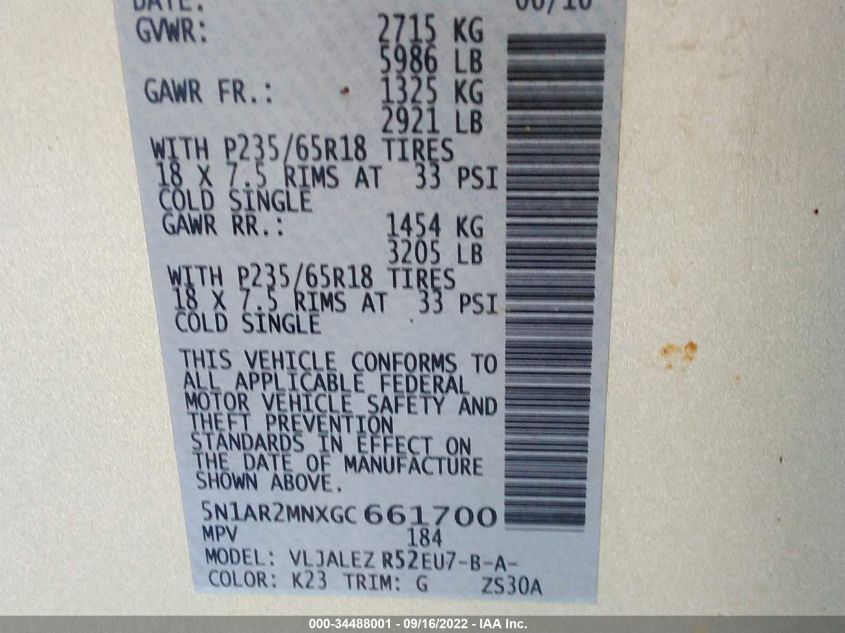 DATE: 06/16
GVWR: 2715 KG
5986 LB
GAWR FR.: 1325 KG
2921 LB
WITH P235/65R18 TIRES
18 X 7.5 RIMS AT 33 PSI
COLD SINGLE
GAWR RR.: 1454 KG
3205 LB
WITH P235/65R18 TIRES
18 X 7.5 RIMS AT 33 PSI
COLD SINGLE
THIS VEHICLE CONFORMS TO
ALL APPLICABLE FEDERAL
MOTOR VEHICLE SAFETY AND
THEFT PREVENTION
STANDARDS IN EFFECT ON
THE DATE OF MANUFACTURE
SHOWN ABOVE.
5N1AR2MNXGC661700
MPV 184
MODEL: VLJALEZ R52EU7-B-A-
COLOR: K23 TRIM: G ZS30A
000-34488001 - 09/16/2022 - IAA Inc.